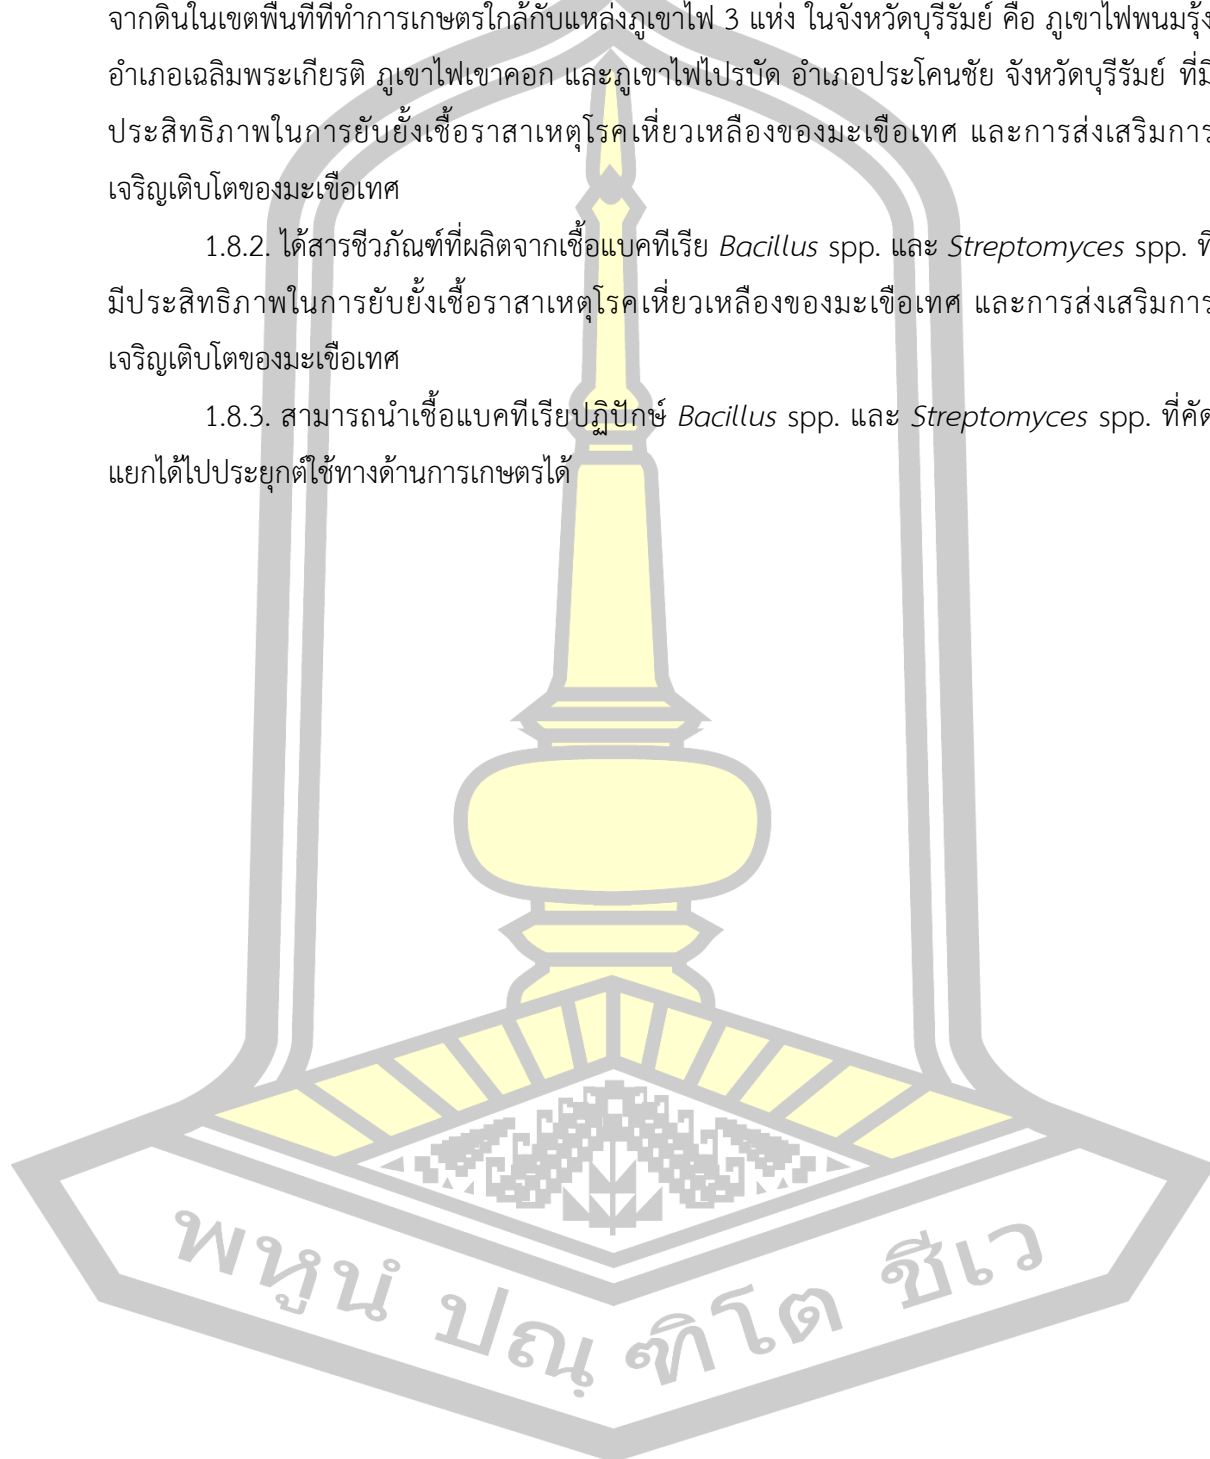 จากดินในเขตพื้นที่ที่ทำการเกษตรใกล้กับแหล่งภูเขาไฟ 3 แห่ง ในจังหวัดบุรีรัมย์ คือ ภูเขาไฟพนมรุ้ง
อำเภอเฉลิมพระเกียรติ ภูเขาไฟเขาคอก และภูเขาไฟไปรบัด อำเภอประโคนชัย จังหวัดบุรีรัมย์ ที่มี
ประสิทธิภาพในการยับยั้งเชื้อราสาเหตุโรคเหี่ยวเหลืองของมะเขือเทศ และการส่งเสริมการ
เจริญเติบโตของมะเขือเทศ
1.8.2. ได้สารชีวภัณฑ์ที่ผลิตจากเชื้อแบคทีเรีย Bacillus spp. และ Streptomyces spp. ที่
มีประสิทธิภาพในการยับยั้งเชื้อราสาเหตุโรคเหี่ยวเหลืองของมะเขือเทศ และการส่งเสริมการ
เจริญเติบโตของมะเขือเทศ
1.8.3. สามารถนำเชื้อแบคทีเรียปฏิปักษ์ Bacillus spp. และ Streptomyces spp. ที่คัด
แยกได้ไปประยุกต์ใช้ทางด้านการเกษตรได้
พหูนํ ปณฺฑิโต ชีเว